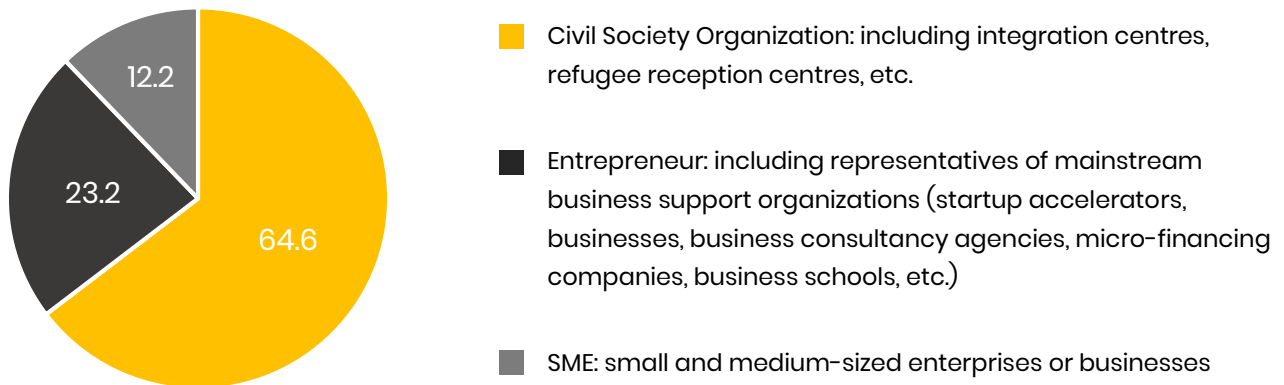 12.2
23.2
64.6
Civil Society Organization: including integration centres,
refugee reception centres, etc.
Entrepreneur: including representatives of mainstream
business support organizations (startup accelerators,
businesses, business consultancy agencies, micro-financing
companies, business schools, etc.)
SME: small and medium-sized enterprises or businesses